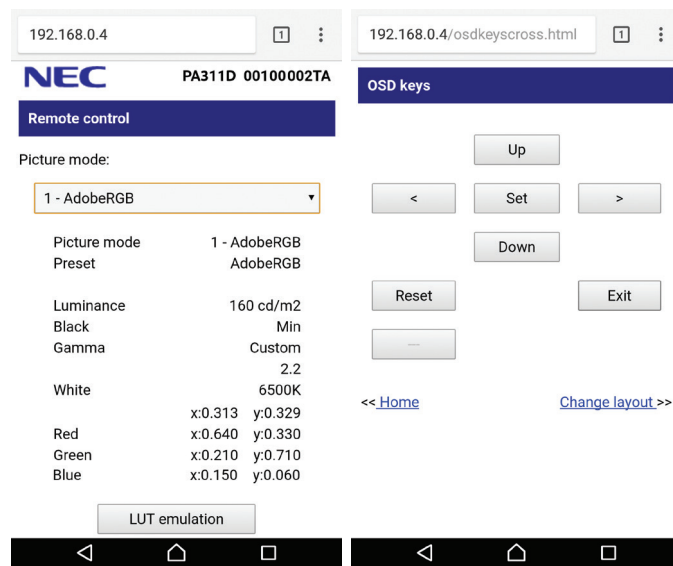 192.168.0.4
1
NEC
PA311D 00100002TA
Remote control
Picture mode:
1 - AdobeRGB
Picture mode 1 - AdobeRGB
Preset AdobeRGB
Luminance 160 cd/m2
Black Min
Gamma Custom
2.2
White 6500K
x:0.313 y:0.329
Red x:0.640 y:0.330
Green x:0.210 y:0.710
Blue x:0.150 y:0.060
LUT emulation
192.168.0.4/osdkeyscross.html
1
OSD keys
Up
< Set >
Down
Reset Exit
—
<< Home Change layout >>